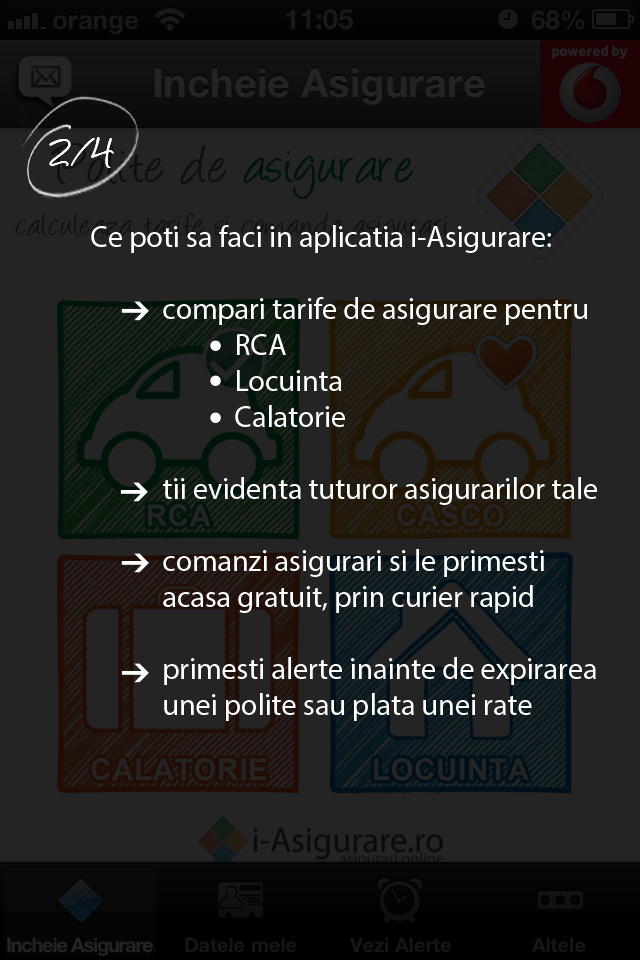 orange 11:05 68%
Incheie Asigurare
powered by
2/4
Polite de asigurare
calculeaza tarife si comanda asigurari
Ce poti sa faci in aplicatia i-Asigurare:
➔ compari tarife de asigurare pentru
• RCA
• Locuinta
• Calatorie
➔ tii evidenta tuturor asigurarilor tale
➔ comanzi asigurari si le primesti
acasa gratuit, prin curier rapid
➔ primesti alerte inainte de expirarea
unei polite sau plata unei rate
RCA
CASCO
CALATORIE
LOCUINTA
i-Asigurare.ro
asigurari online
Incheie Asigurare
Datele mele
Vezi Alerte
Altele